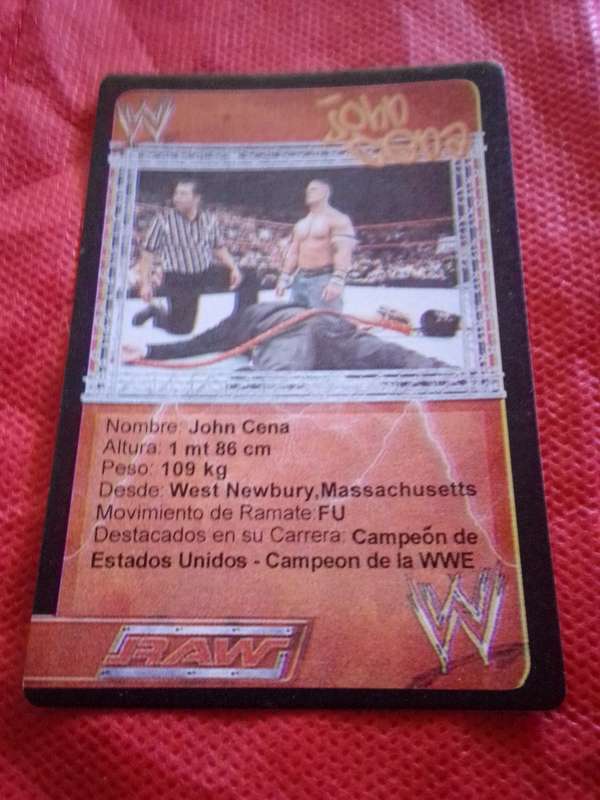 W
John
Cena
Nombre: John Cena
Altura: 1 mt 86 cm
Peso: 109 kg
Desde: West Newbury,Massachusetts
Movimiento de Ramate:FU
Destacados en su Carrera: Campeón de
Estados Unidos - Campeon de la WWE
RAW
W